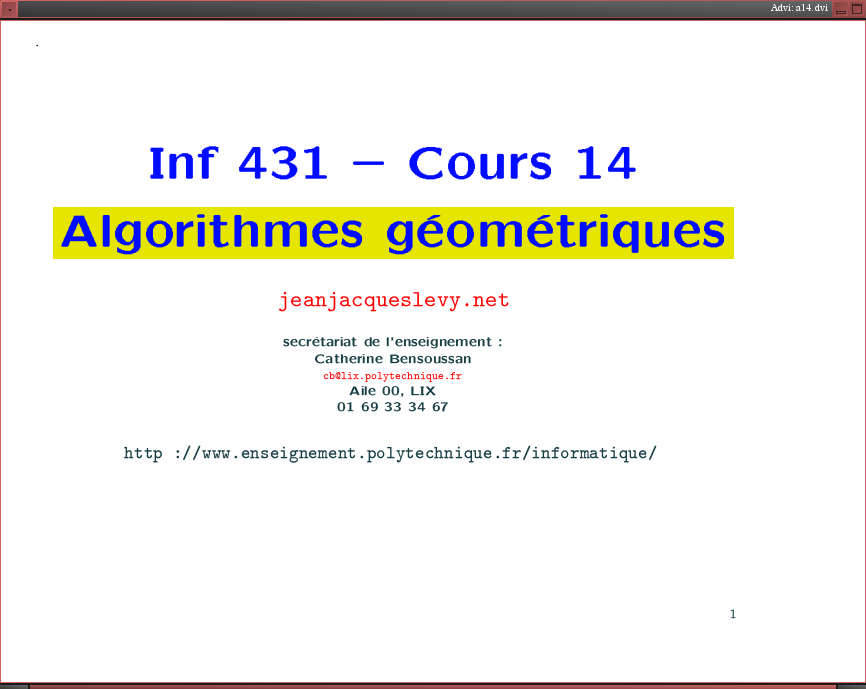 Advi: a14.dvi
Inf 431 – Cours 14
Algorithmes géométriques
jeanjacqueslevy.net
secrétariat de l'enseignement :
Catherine Bensoussan
cb@lix.polytechnique.fr
Aile 00, LIX
01 69 33 34 67
http ://www.enseignement.polytechnique.fr/informatique/
1